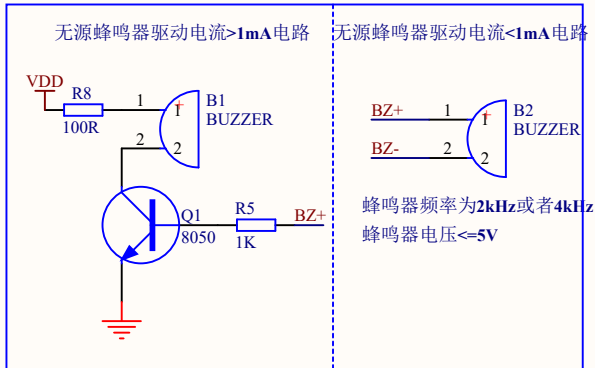 无源蜂鸣器驱动电流>1mA电路
VDD
R8
100R
1
1
B1
BUZZER
2
2
Q1
8050
R5
1K
BZ+
无源蜂鸣器驱动电流<1mA电路
BZ+
1
1
B2
BUZZER
BZ-
2
2
蜂鸣器频率为2kHz或者4kHz
蜂鸣器电压<=5V